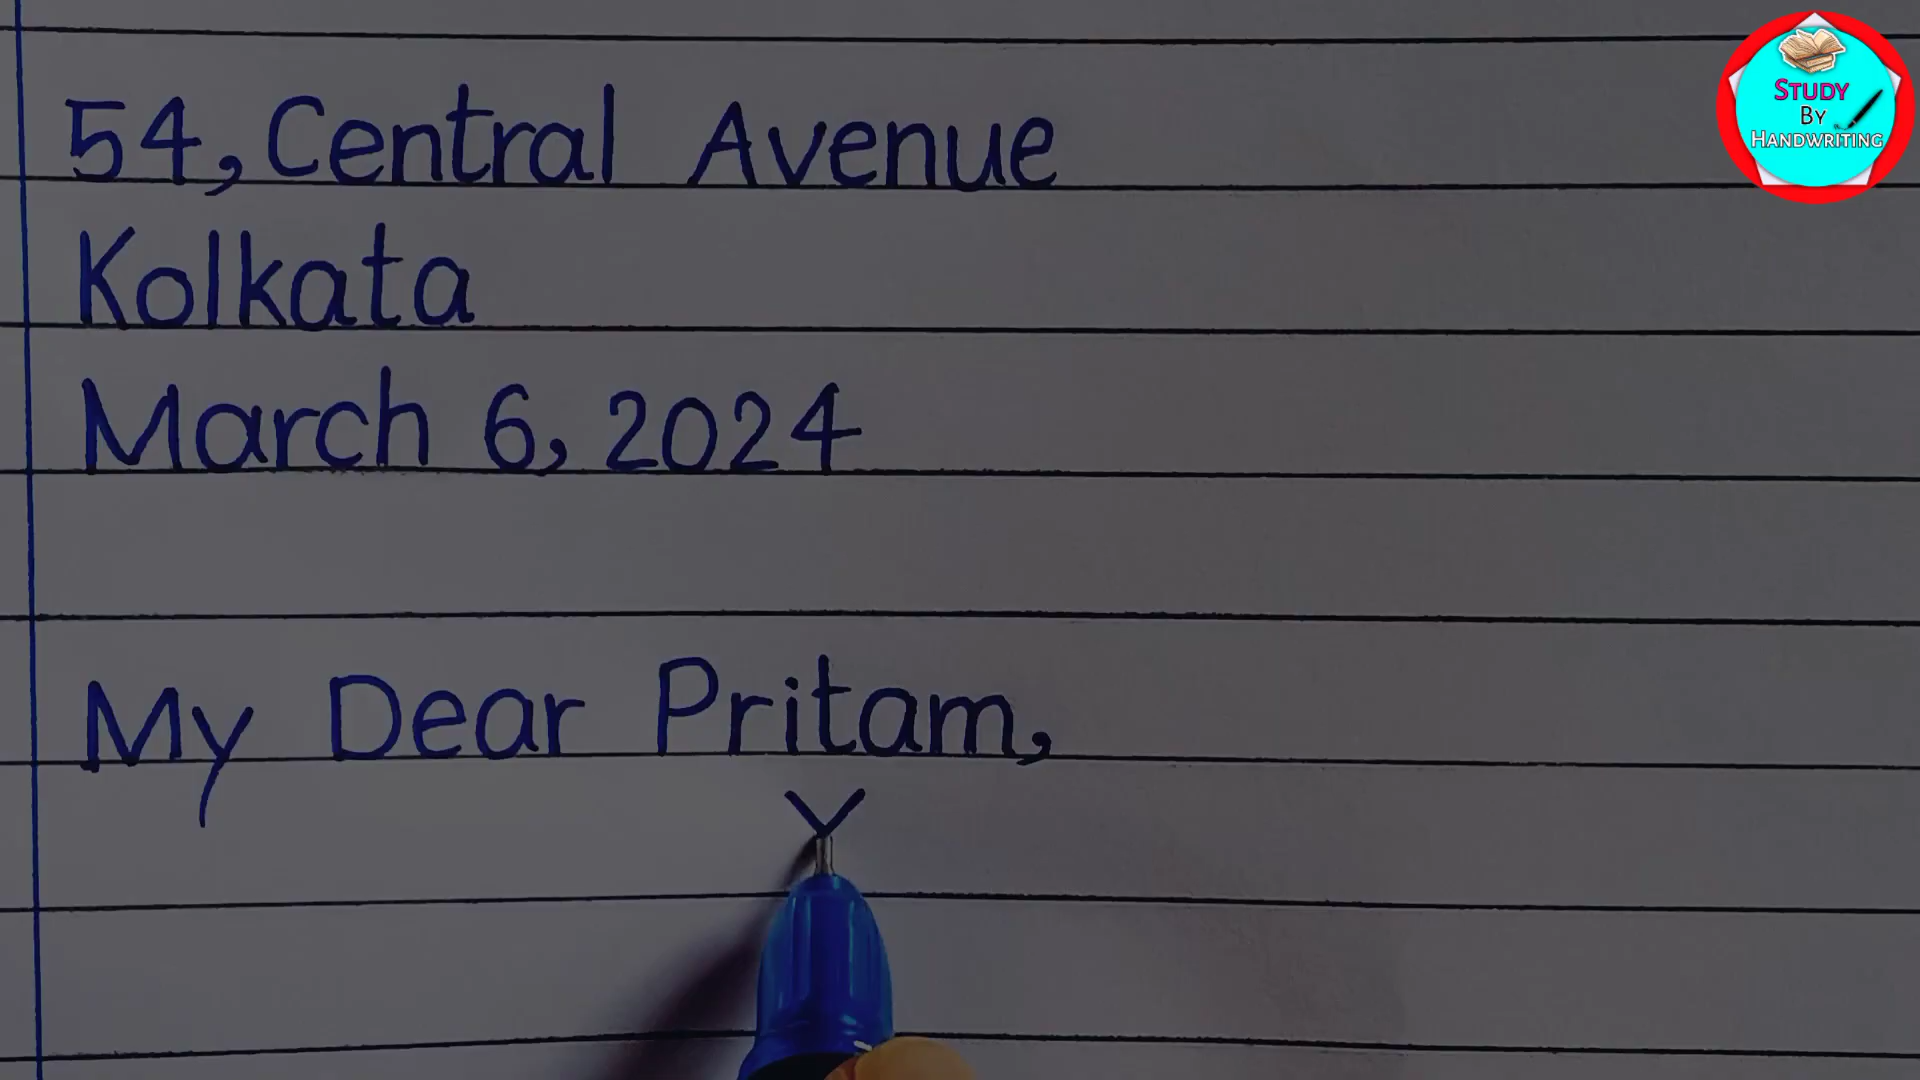 54, Central Avenue
Kolkata
March 6, 2024
My Dear Pritam,
Y
STUDY
BY
HANDWRITING